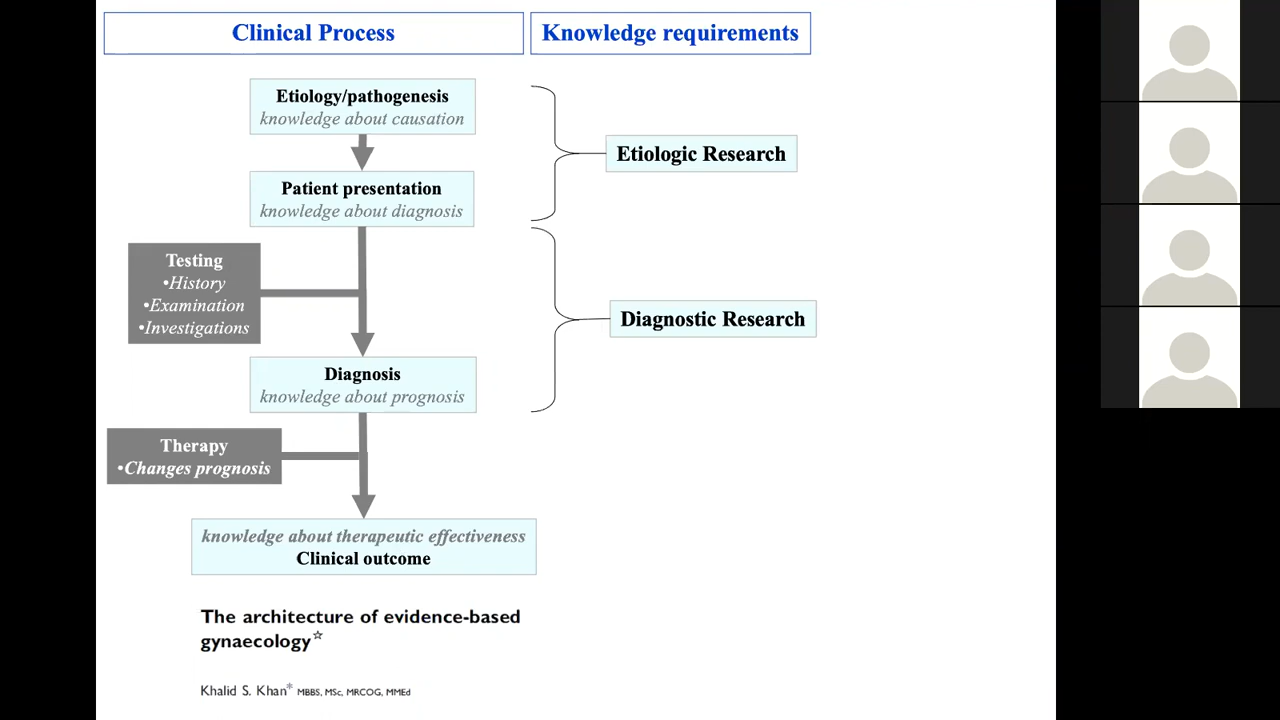 Clinical Process
Knowledge requirements
Etiology/pathogenesis
knowledge about causation
Etiologic Research
Patient presentation
knowledge about diagnosis
Testing
•History
•Examination
•Investigations
Diagnostic Research
Diagnosis
knowledge about prognosis
Therapy
•Changes prognosis
knowledge about therapeutic effectiveness
Clinical outcome
The architecture of evidence-based
gynaecology☆
Khalid S. Khan* MBBS, MSc, MRCOG, MMEd